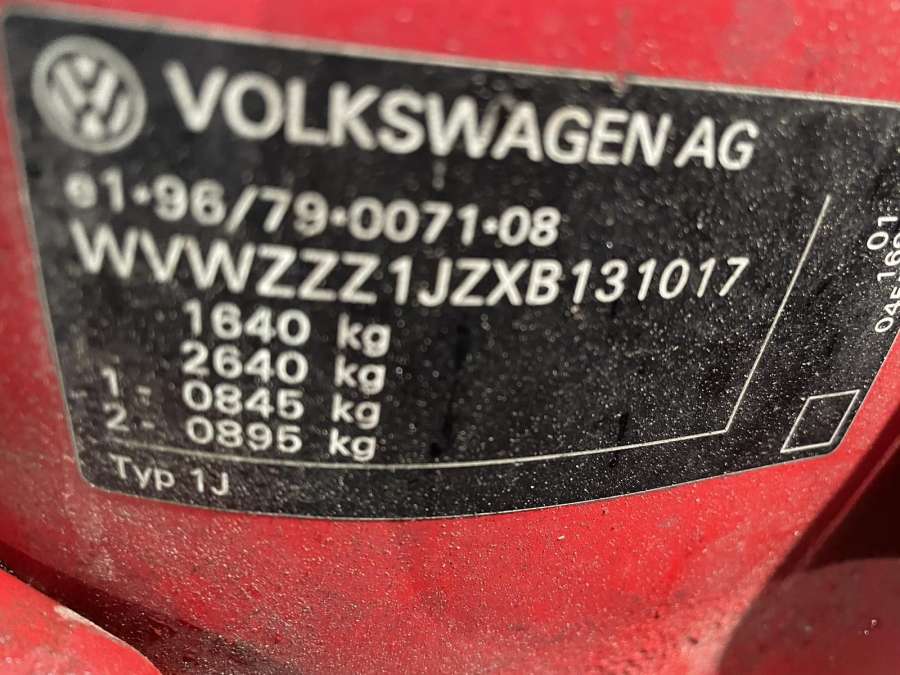 VOLKSWAGEN AG
e1*96/79*0071*08
WVWZZZ1JZXB131017
1640 kg
2640 kg
1 - 0845 kg
2 - 0895 kg
Typ 1J
01